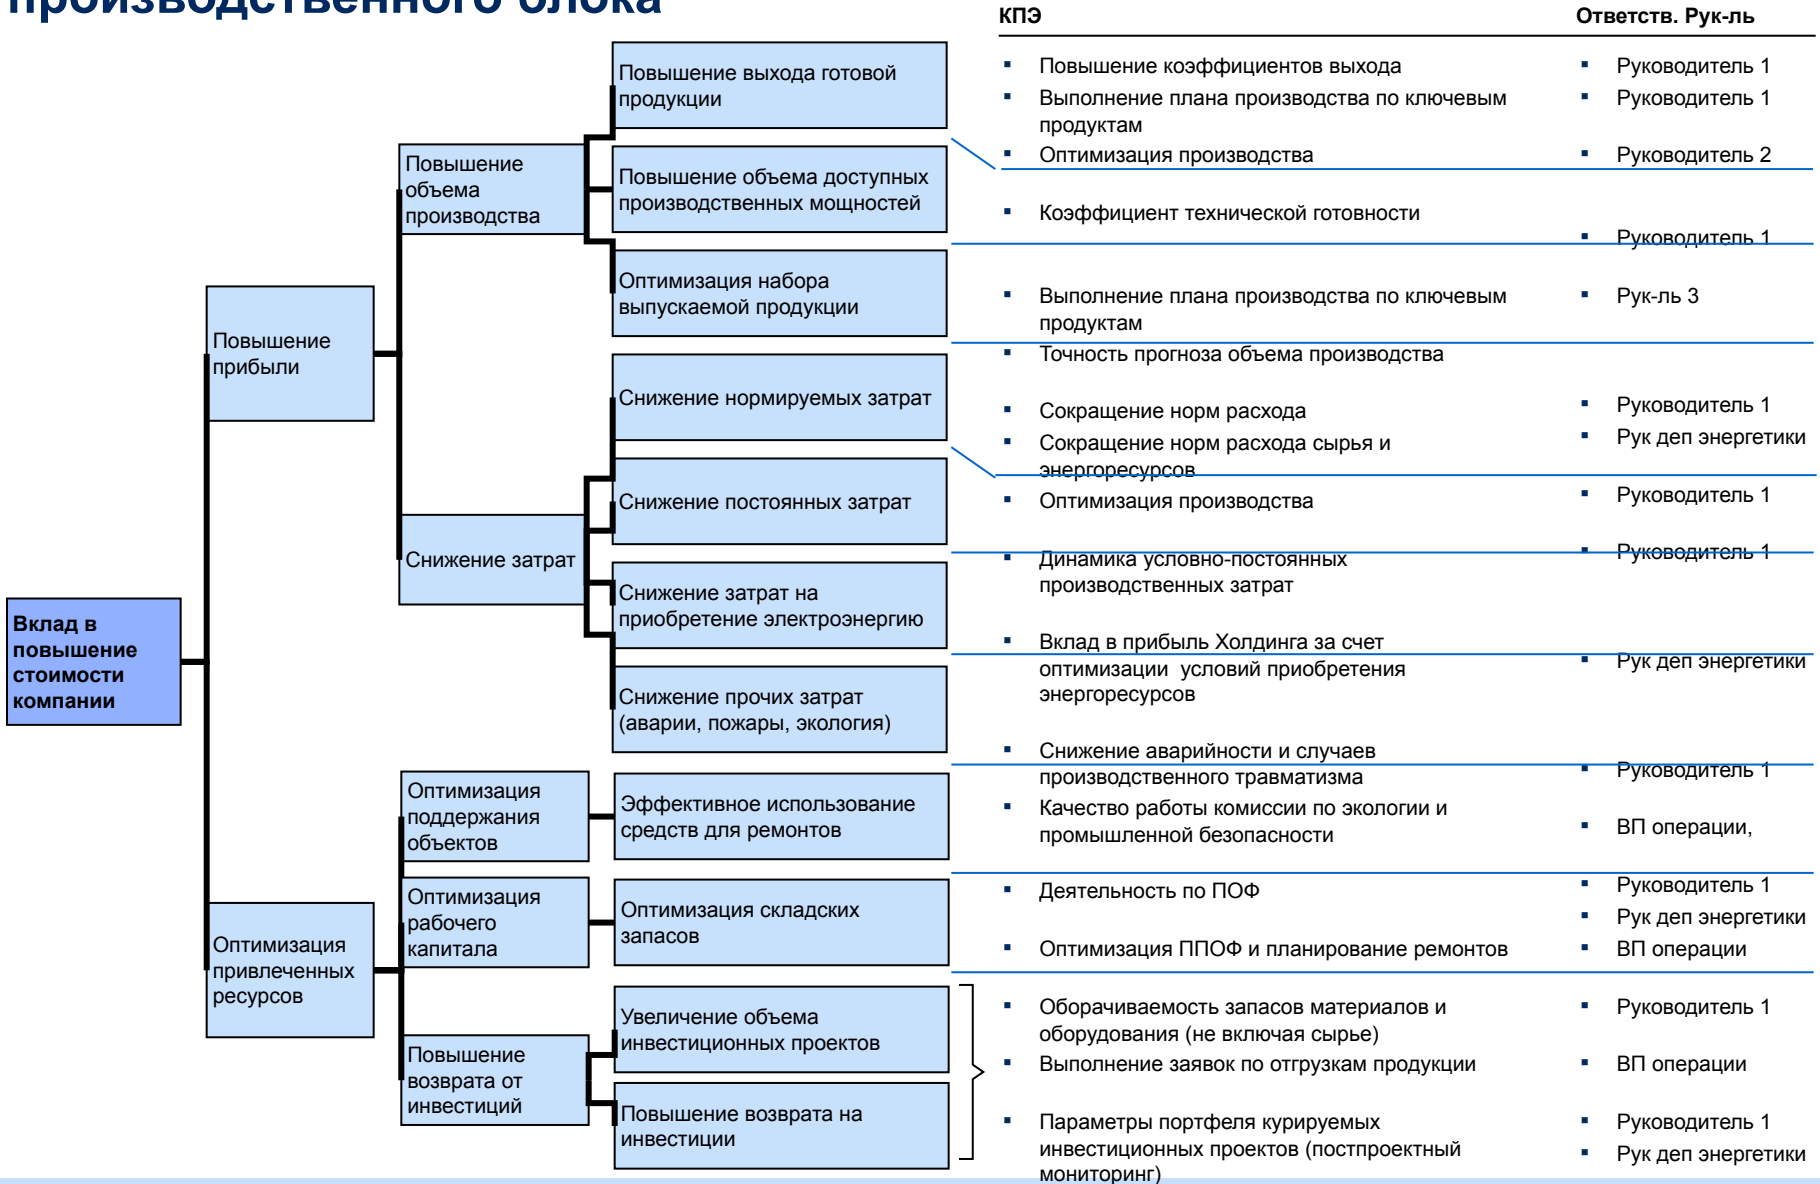 производственного блока
КПЭ
Ответств. Рук-ль
Вклад в
повышение
стоимости
компании
Повышение
прибыли
Оптимизация
привлеченных
ресурсов
Повышение
объема
производства
Снижение затрат
Оптимизация
поддержания
объектов
Оптимизация
рабочего
капитала
Повышение
возврата от
инвестиций
Повышение выхода готовой
продукции
Повышение объема доступных
производственных мощностей
Оптимизация набора
выпускаемой продукции
Снижение нормируемых затрат
Снижение постоянных затрат
Снижение затрат на
приобретение электроэнергию
Снижение прочих затрат
(аварии, пожары, экология)
Эффективное использование
средств для ремонтов
Оптимизация складских
запасов
Увеличение объема
инвестиционных проектов
Повышение возврата на
инвестиции
Повышение коэффициентов выхода
Выполнение плана производства по ключевым
продуктам
Оптимизация производства
Коэффициент технической готовности
Выполнение плана производства по ключевым
продуктам
Точность прогноза объема производства
Сокращение норм расхода
Сокращение норм расхода сырья и
энергоресурсов
Оптимизация производства
Динамика условно-постоянных
производственных затрат
Вклад в прибыль Холдинга за счет
оптимизации условий приобретения
энергоресурсов
Снижение аварийности и случаев
производственного травматизма
Качество работы комиссии по экологии и
промышленной безопасности
Деятельность по ПОФ
Оптимизация ППОФ и планирование ремонтов
Оборачиваемость запасов материалов и
оборудования (не включая сырье)
Выполнение заявок по отгрузкам продукции
Параметры портфеля курируемых
инвестиционных проектов (постпроектный
мониторинг)
Руководитель 1
Руководитель 1
Руководитель 2
Руководитель 1
Рук-ль 3
Руководитель 1
Рук деп энергетики
Руководитель 1
Руководитель 1
Рук деп энергетики
Руководитель 1
ВП операции,
Руководитель 1
Рук деп энергетики
ВП операции
Руководитель 1
ВП операции
Руководитель 1
Рук деп энергетики